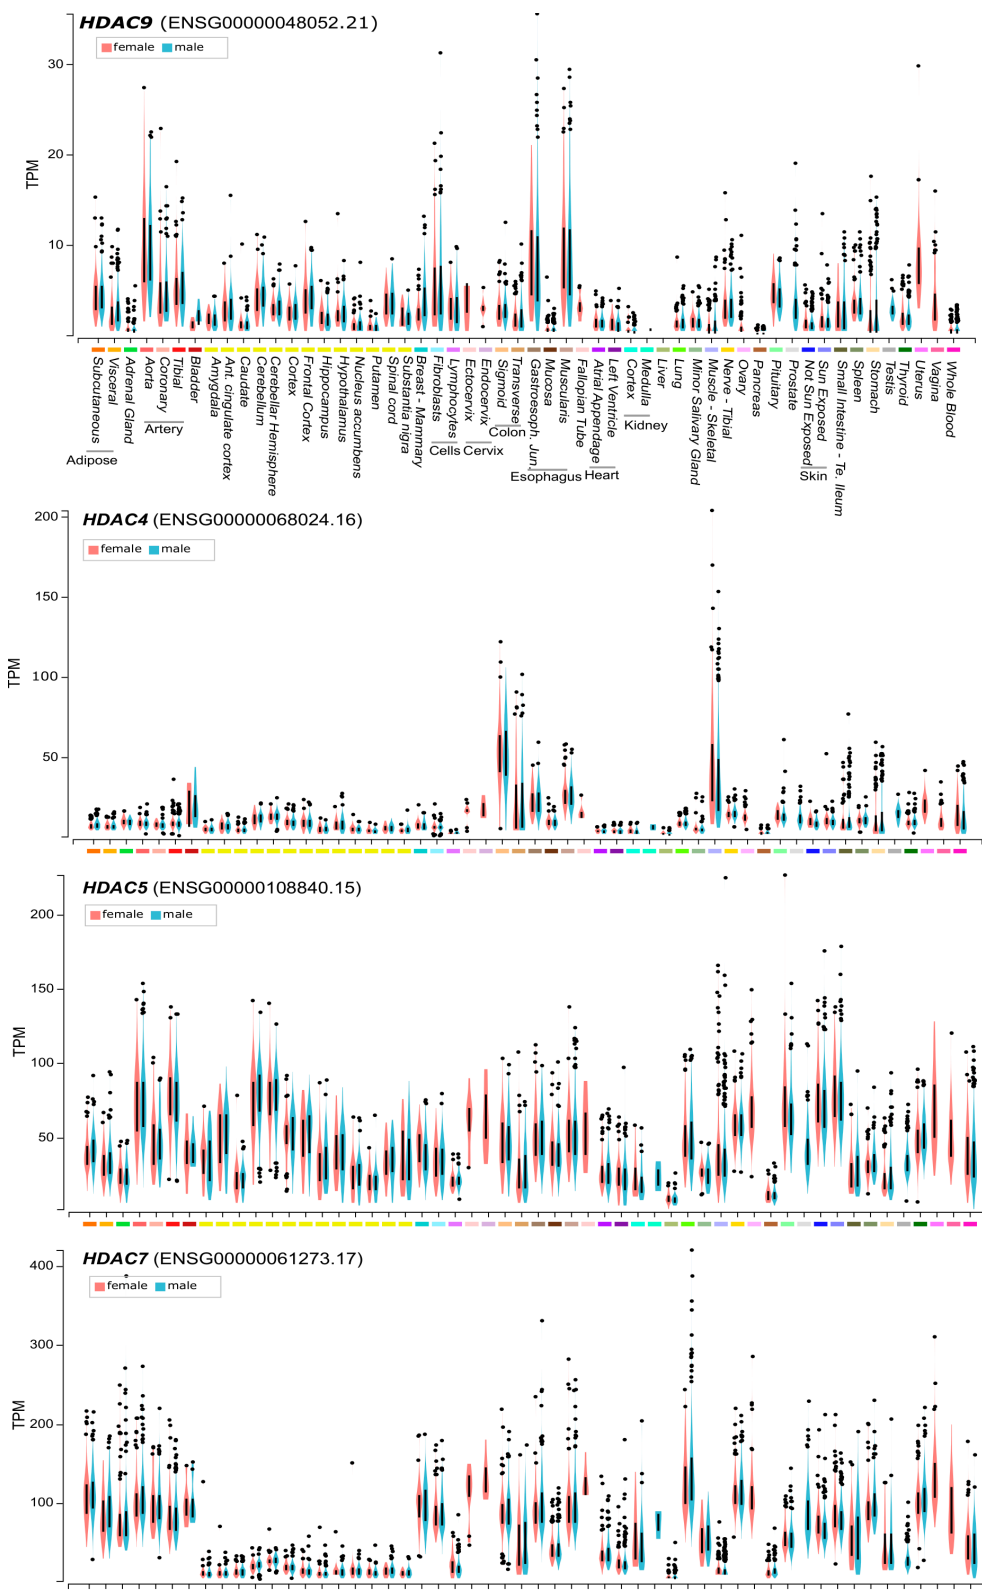 HDAC9 (ENSG00000048052.21)
female male
30
20
10
TPM
Subcutaneous
Visceral
Adrenal Gland
Aorta
Coronary
Tibial
Bladder
Amygdala
Ant. cingulate cortex
Caudate
Cerebellum
Cerebellar Hemisphere
Cortex
Frontal Cortex
Hippocampus
Hypothalamus
Nucleus accumbens
Putamen
Spinal cord
Substantia nigra
Breast - Mammary
Fibroblasts
Lymphocytes
Ectocervix
Endocervix
Sigmoid
Transverse
Gastroesoph. Jun.
Mucosa
Muscularis
Fallopian Tube
Atrial Appendage
Left Ventricle
Cortex
Medulla
Liver
Lung
Minor Salivary Gland
Muscle - Skeletal
Nerve - Tibial
Ovary
Pancreas
Pituitary
Prostate
Not Sun Exposed
Sun Exposed
Small Intestine - Te. Ileum
Spleen
Stomach
Testis
Thyroid
Uterus
Vagina
Whole Blood
Adipose
Artery
Cells
Cervix
Colon
Esophagus
Heart
Kidney
Skin
HDAC4 (ENSG00000068024.16)
female male
200
150
100
50
TPM
HDAC5 (ENSG00000108840.15)
female male
200
150
100
50
TPM
HDAC7 (ENSG00000061273.17)
female male
400
300
200
100
TPM